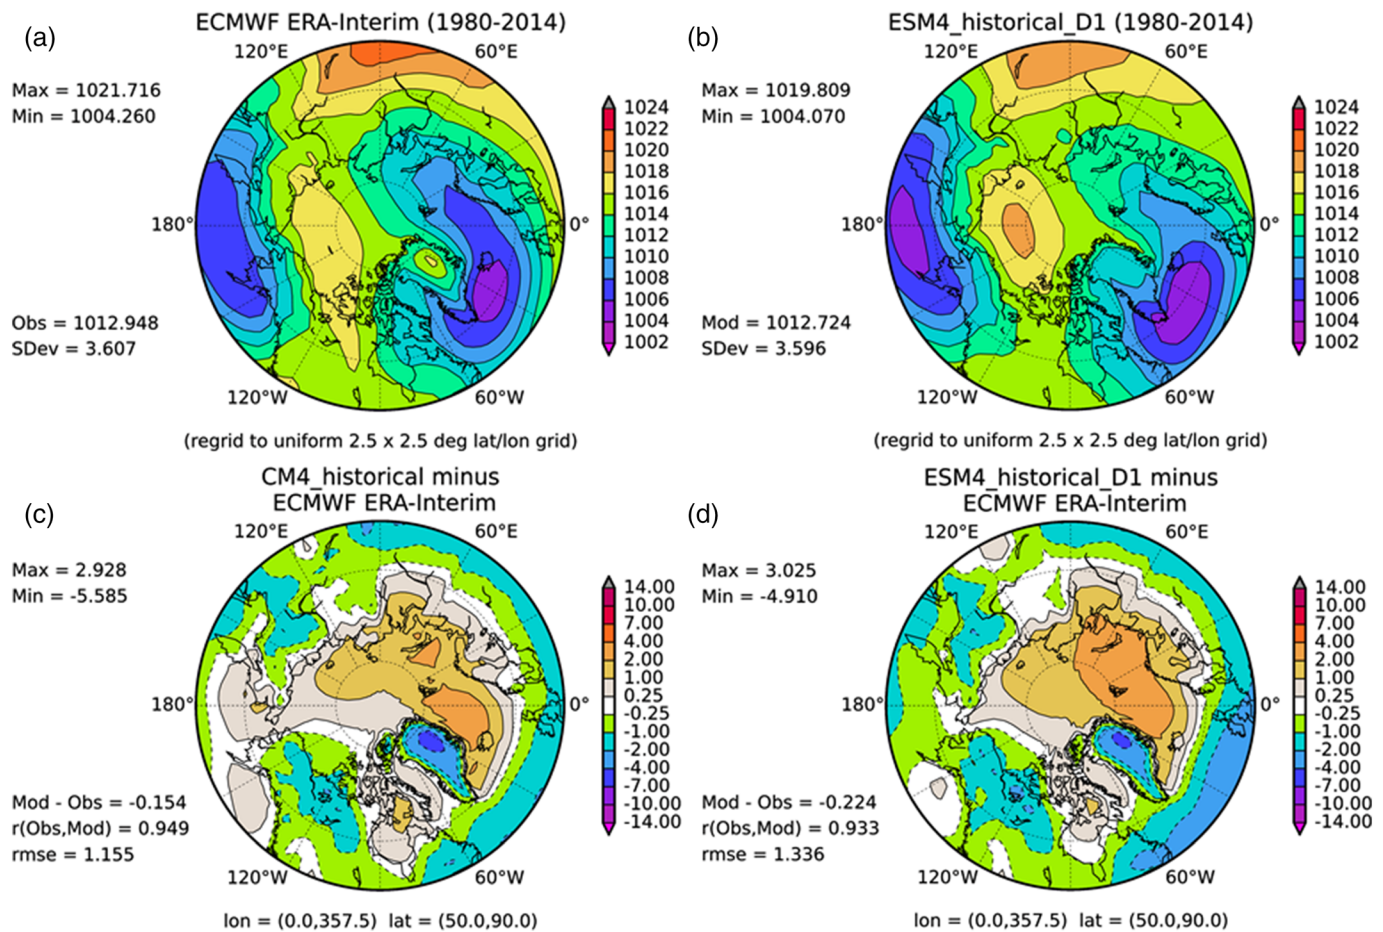 (a)
ECMWF ERA-Interim (1980-2014)
120°E
60°E
Max = 1021.716
Min = 1004.260
180°
0°
Obs = 1012.948
SDev = 3.607
120°W
60°W
1024
1022
1020
1018
1016
1014
1012
1010
1008
1006
1004
1002
(regrid to uniform 2.5 x 2.5 deg lat/lon grid)
(b)
ESM4_historical_D1 (1980-2014)
120°E
60°E
Max = 1019.809
Min = 1004.070
180°
0°
Mod = 1012.724
SDev = 3.596
120°W
60°W
1024
1022
1020
1018
1016
1014
1012
1010
1008
1006
1004
1002
(regrid to uniform 2.5 x 2.5 deg lat/lon grid)
(c)
CM4_historical minus
ECMWF ERA-Interim
120°E
60°E
Max = 2.928
Min = -5.585
180°
0°
Mod - Obs = -0.154
r(Obs,Mod) = 0.949
rmse = 1.155
120°W
60°W
14.00
10.00
7.00
4.00
2.00
1.00
0.25
-0.25
-1.00
-2.00
-4.00
-7.00
-10.00
-14.00
lon = (0.0,357.5) lat = (50.0,90.0)
(d)
ESM4_historical_D1 minus
ECMWF ERA-Interim
120°E
60°E
Max = 3.025
Min = -4.910
180°
0°
Mod - Obs = -0.224
r(Obs,Mod) = 0.933
rmse = 1.336
120°W
60°W
14.00
10.00
7.00
4.00
2.00
1.00
0.25
-0.25
-1.00
-2.00
-4.00
-7.00
-10.00
-14.00
lon = (0.0,357.5) lat = (50.0,90.0)